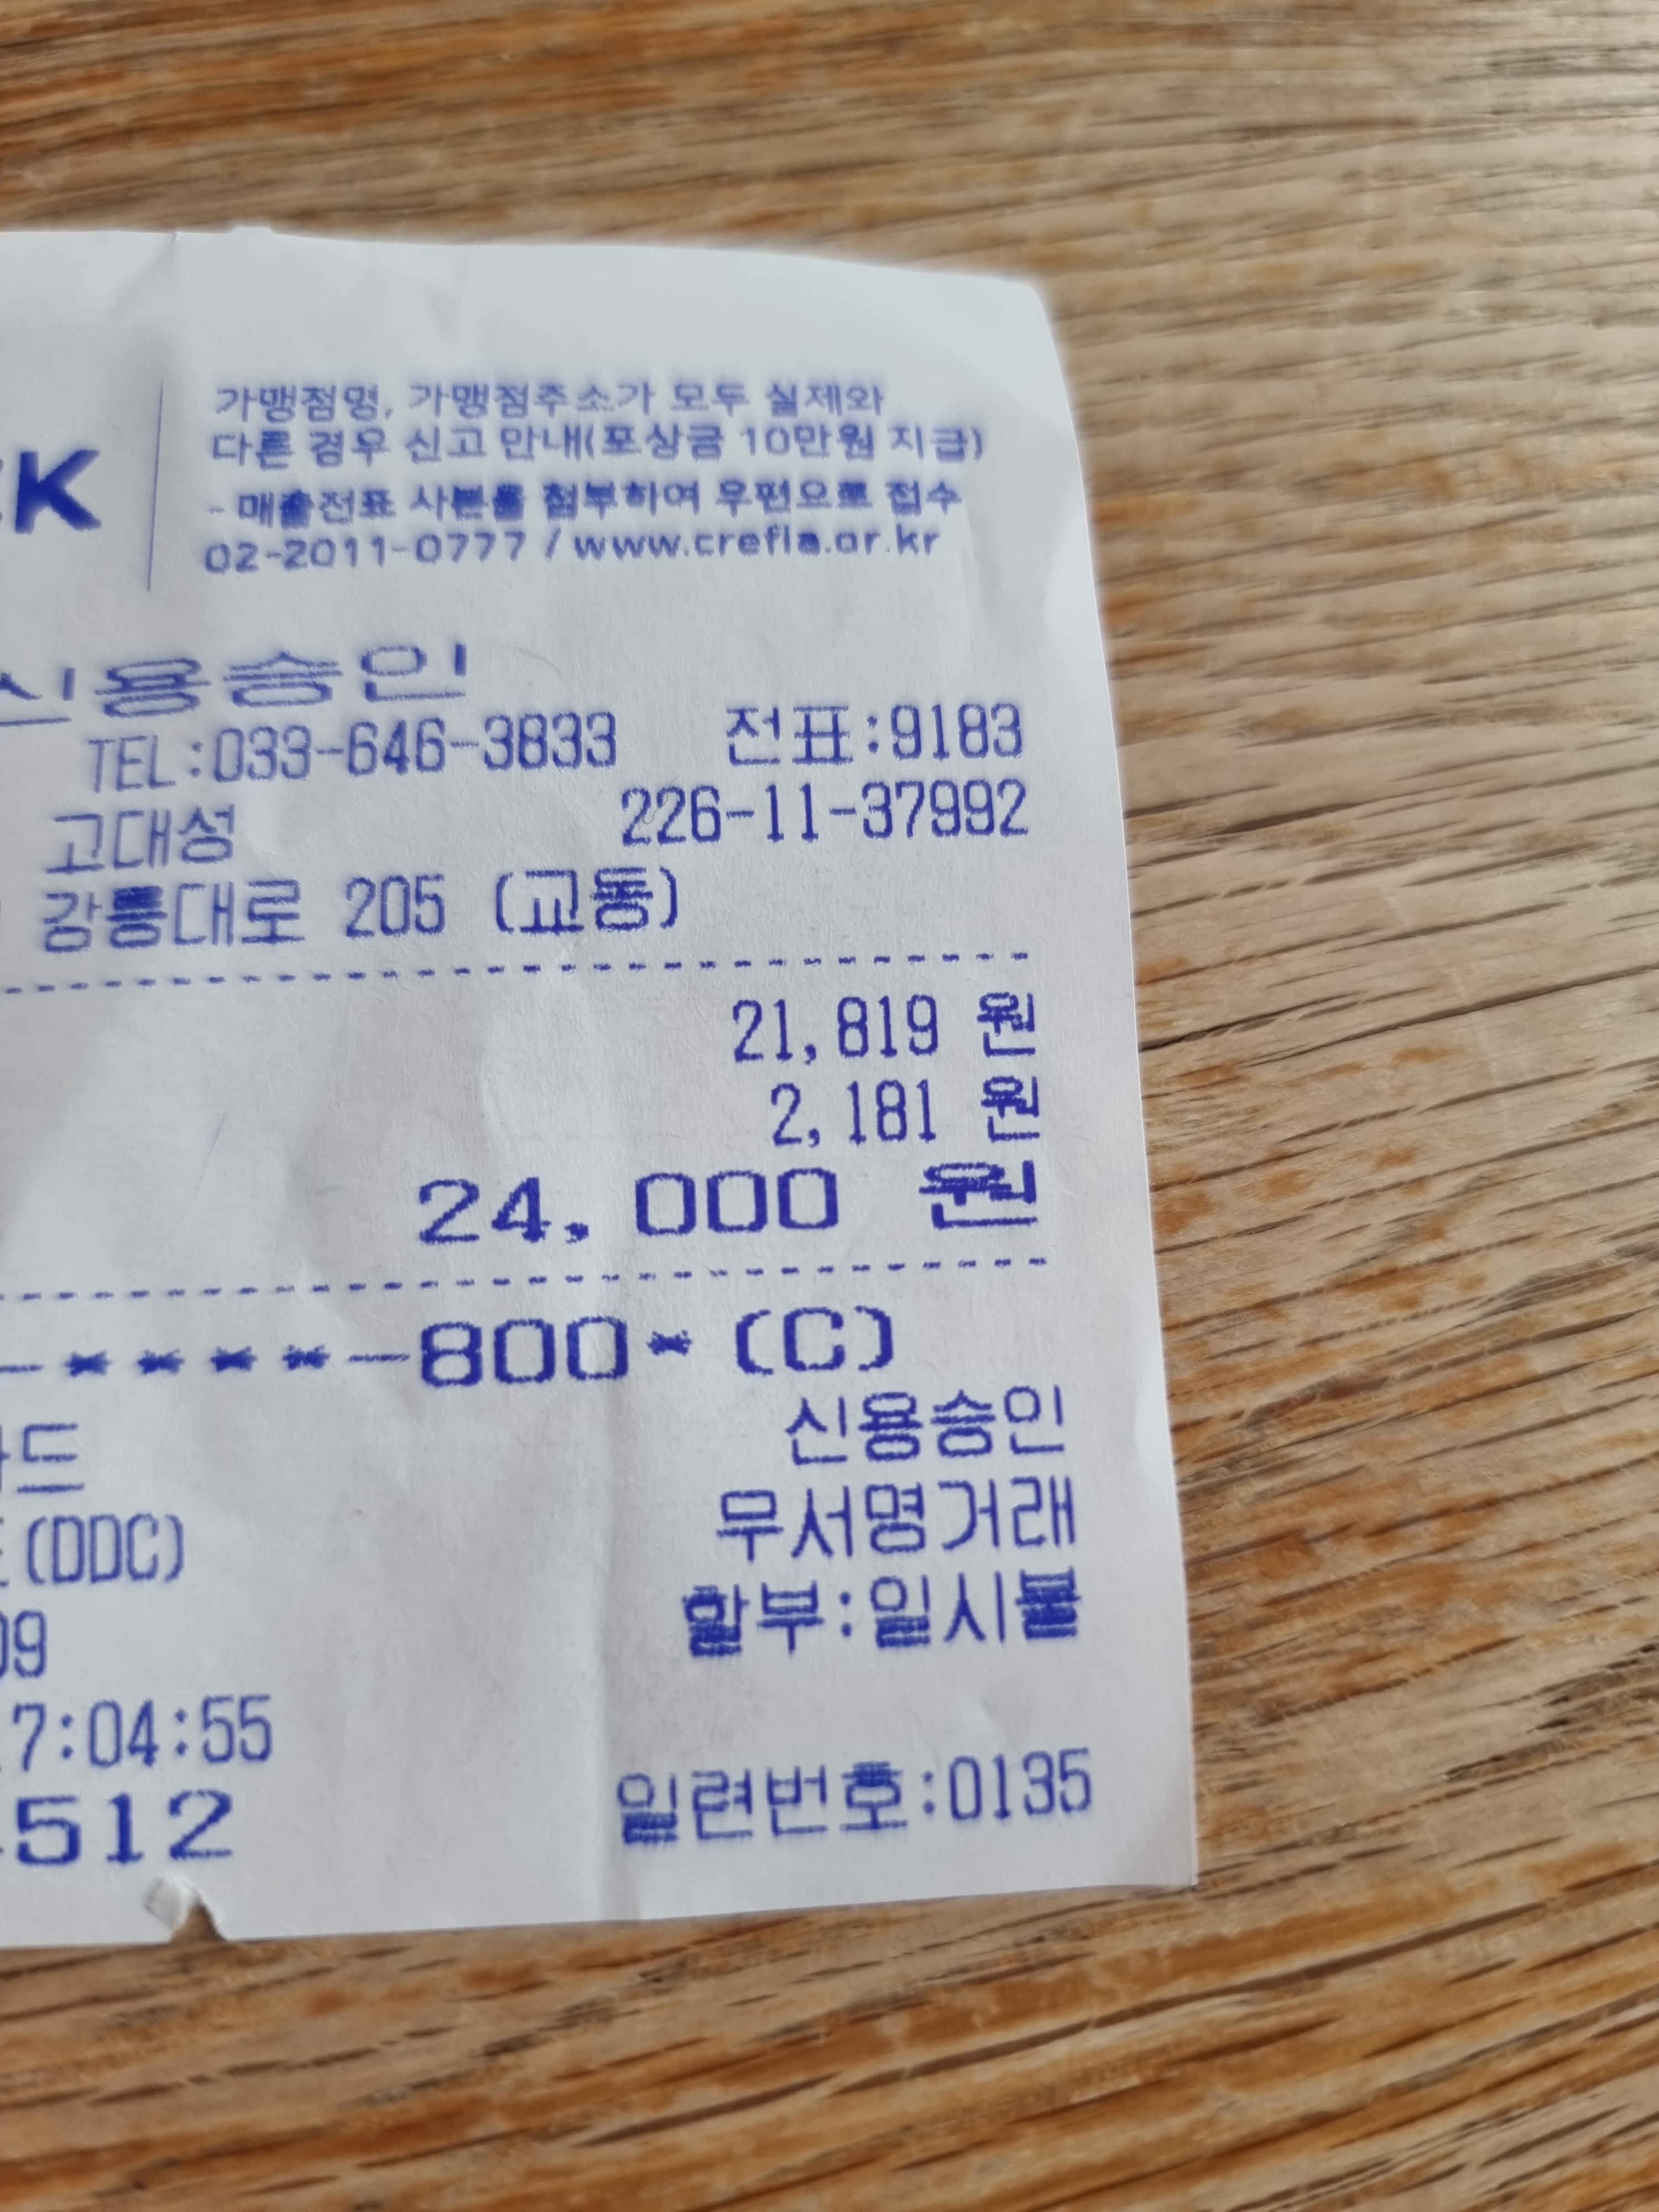 K
가맹점명, 가맹점주소가 모두 실제와
다른 경우 신고 안내(포상금 10만원 지급)
- 매출전표 사본을 첨부하여 우편으로 접수
02-2011-0777 / www.crefia.or.kr
신용승인
TEL:033-646-3833 전표:9183
고대성 226-11-37992
강릉대로 205 (교동)
21,819 원
2,181 원
24,000 원
-****-800*(C)
드 신용승인
(DDC) 무서명거래
09 할부:일시불
7:04:55
512 일련번호:0135